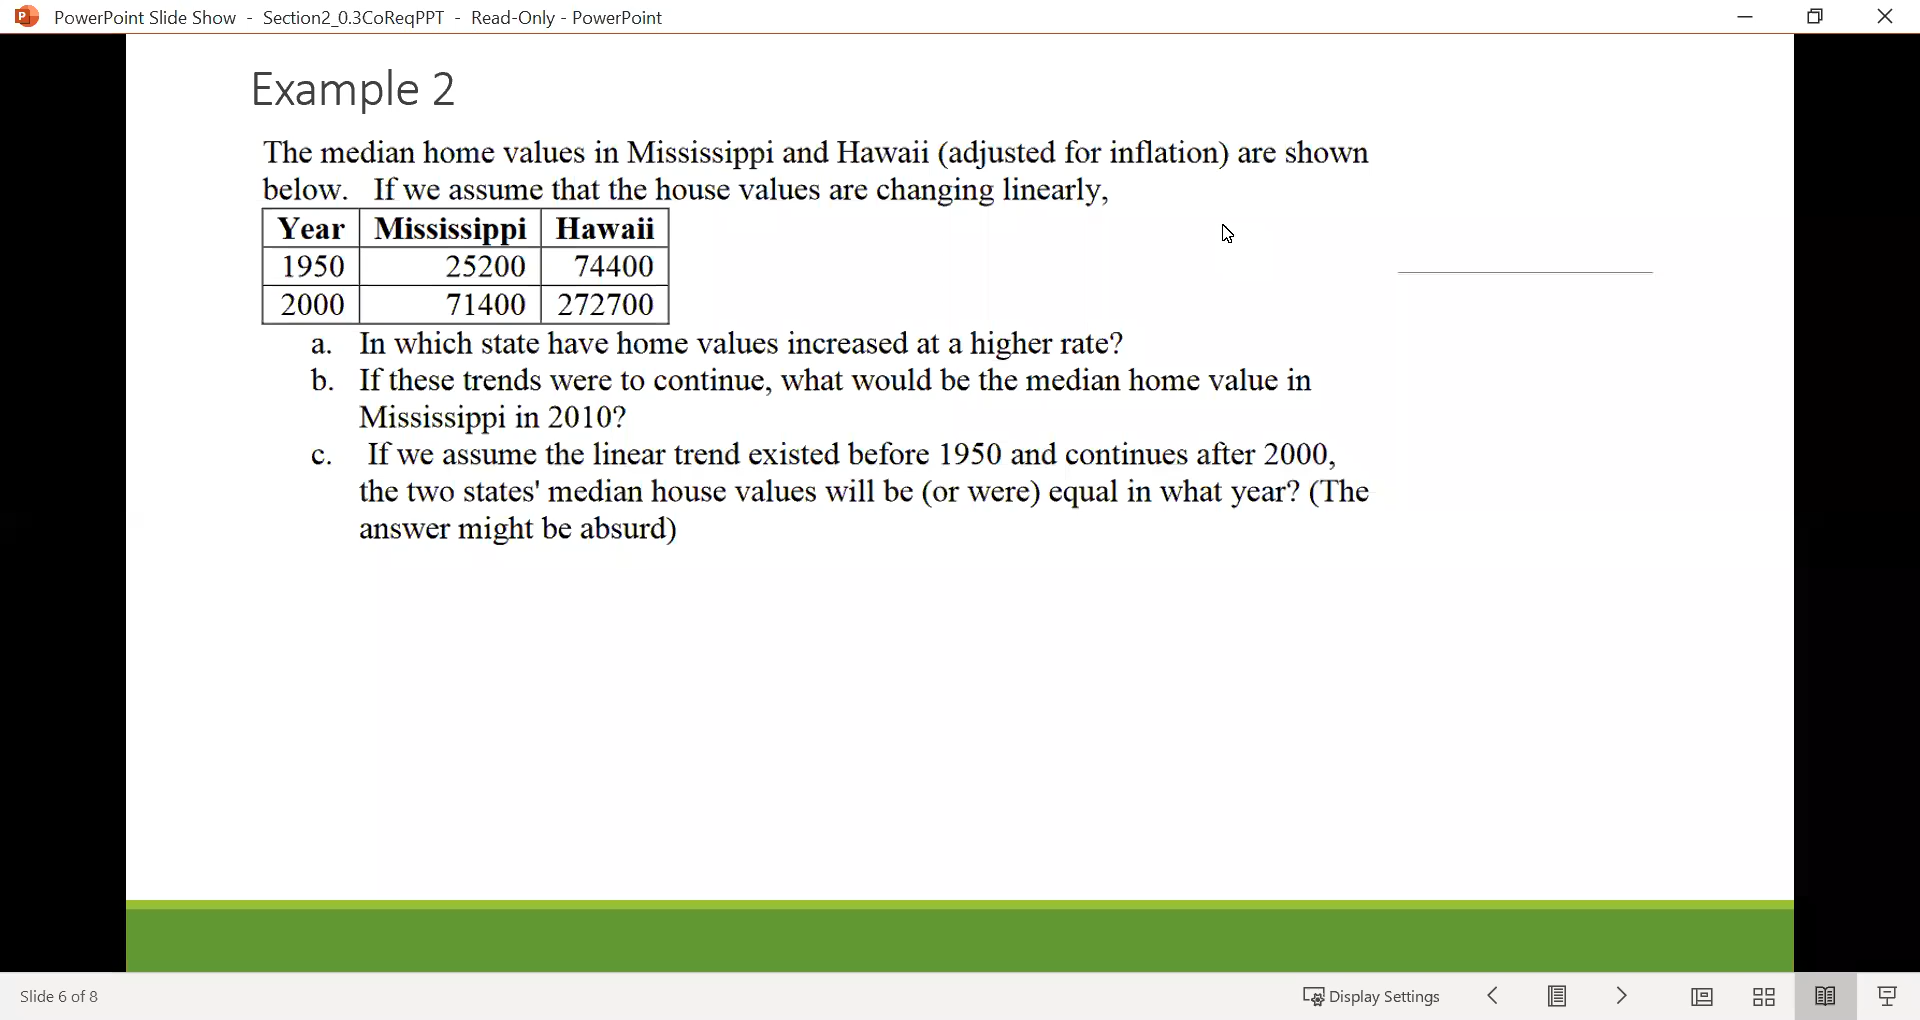 PowerPoint Slide Show - Section2_0.3CoReqPPT - Read-Only - PowerPoint
Example 2
The median home values in Mississippi and Hawaii (adjusted for inflation) are shown
below. If we assume that the house values are changing linearly,
Year Mississippi Hawaii
1950 25200 74400
2000 71400 272700
a. In which state have home values increased at a higher rate?
b. If these trends were to continue, what would be the median home value in
Mississippi in 2010?
c. If we assume the linear trend existed before 1950 and continues after 2000,
the two states' median house values will be (or were) equal in what year? (The
answer might be absurd)
Slide 6 of 8
Display Settings